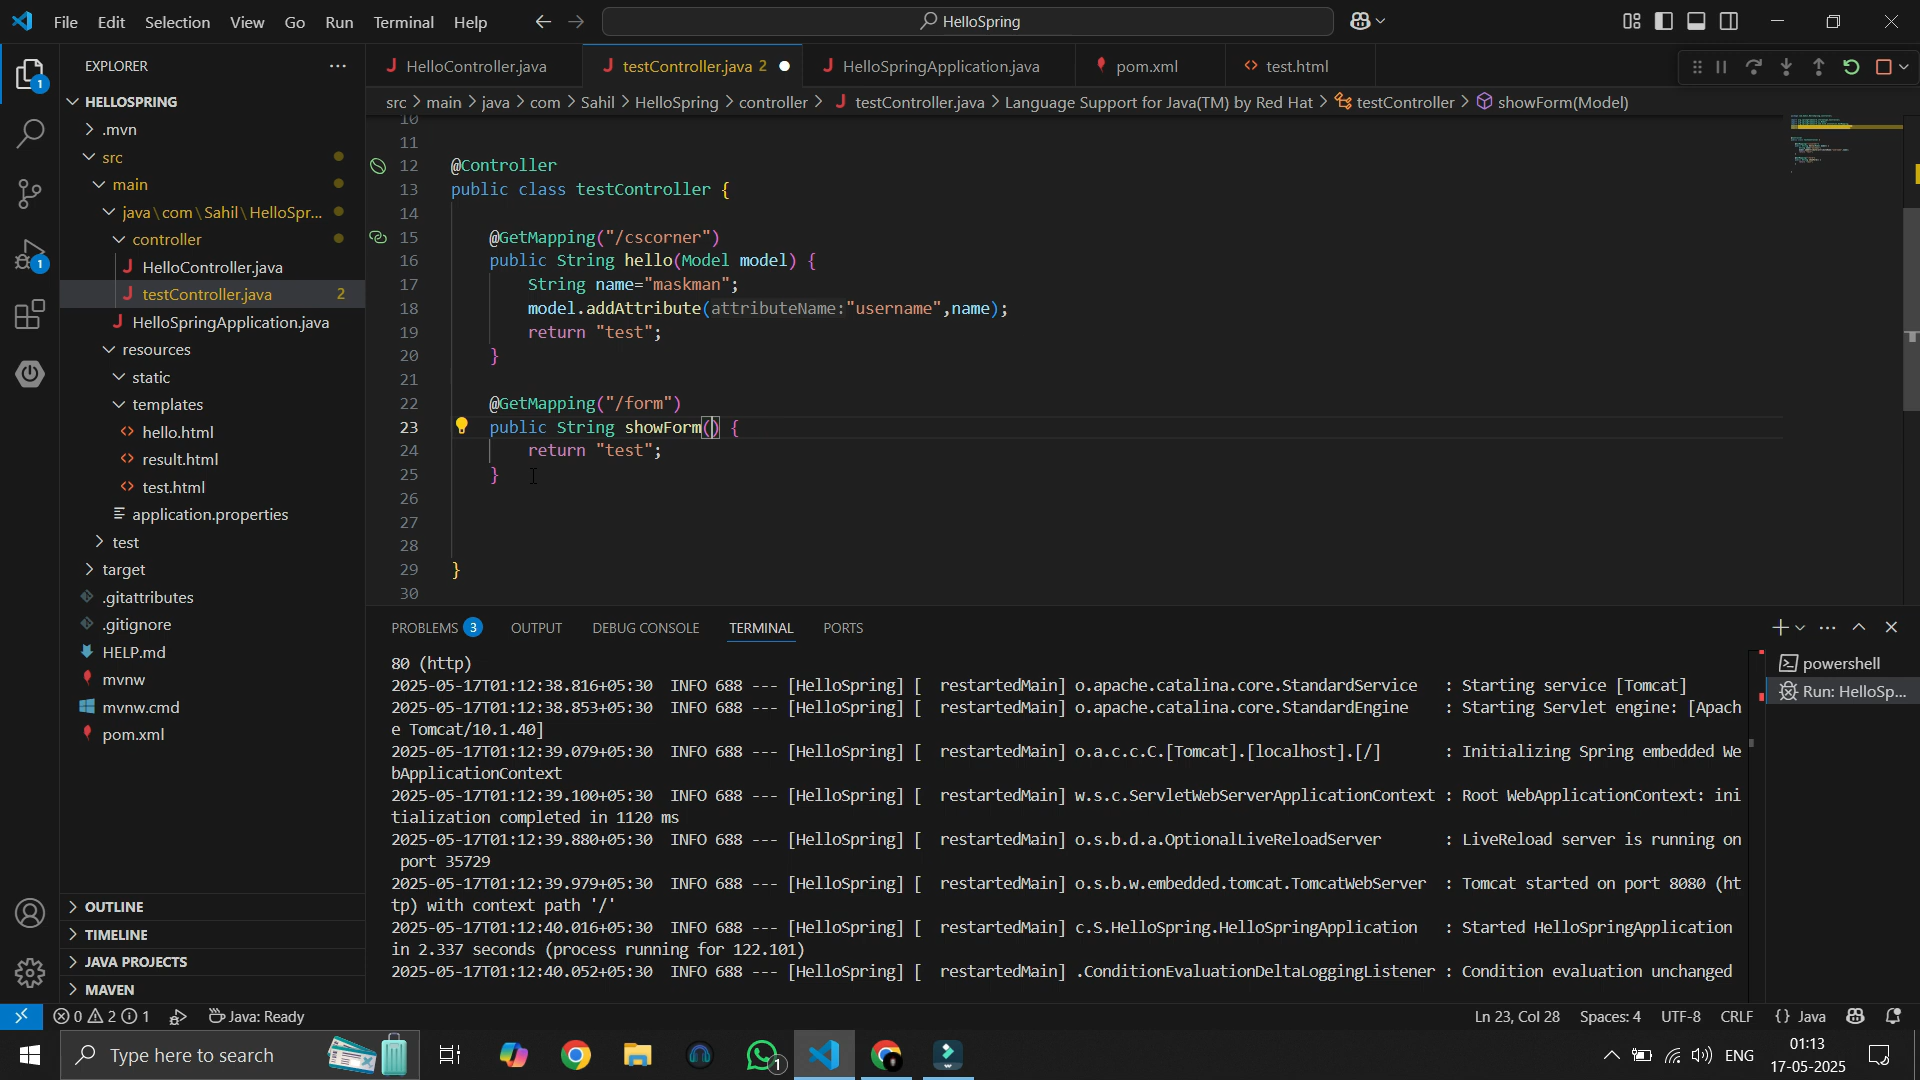 File Edit Selection View Go Run Terminal Help
HelloSpring
EXPLORER
HelloController.java
testController.java 2
HelloSpringApplication.java
pom.xml
test.html
src > main > java > com > Sahil > HelloSpring > controller > testController.java > Language Support for Java(TM) by Red Hat > testController > showForm(Model)
HELLOSPRING
.mvn
src
main
java\com\Sahil\HelloSpr...
controller
HelloController.java
testController.java 2
HelloSpringApplication.java
resources
static
templates
hello.html
result.html
test.html
application.properties
test
target
.gitattributes
.gitignore
HELP.md
mvnw
mvnw.cmd
pom.xml
OUTLINE
TIMELINE
JAVA PROJECTS
MAVEN
10
11
12 @Controller
13 public class testController {
14
15 @GetMapping("/cscorner")
16 public String hello(Model model) {
17 String name="maskman";
18 model.addAttribute(attributeName:"username",name);
19 return "test";
20 }
21
22 @GetMapping("/form")
23 public String showForm() {
24 return "test";
25 }
26
27
28
29 }
30
PROBLEMS 3 OUTPUT DEBUG CONSOLE TERMINAL PORTS
80 (http)
2025-05-17T01:12:38.816+05:30 INFO 688 --- [HelloSpring] [ restartedMain] o.apache.catalina.core.StandardService : Starting service [Tomcat]
2025-05-17T01:12:38.853+05:30 INFO 688 --- [HelloSpring] [ restartedMain] o.apache.catalina.core.StandardEngine : Starting Servlet engine: [Apach
e Tomcat/10.1.40]
2025-05-17T01:12:39.079+05:30 INFO 688 --- [HelloSpring] [ restartedMain] o.a.c.c.C.[Tomcat].[localhost].[/] : Initializing Spring embedded We
bApplicationContext
2025-05-17T01:12:39.100+05:30 INFO 688 --- [HelloSpring] [ restartedMain] w.s.c.ServletWebServerApplicationContext : Root WebApplicationContext: ini
tialization completed in 1120 ms
2025-05-17T01:12:39.880+05:30 INFO 688 --- [HelloSpring] [ restartedMain] o.s.b.d.a.OptionalLiveReloadServer : LiveReload server is running on
port 35729
2025-05-17T01:12:39.979+05:30 INFO 688 --- [HelloSpring] [ restartedMain] o.s.b.w.embedded.tomcat.TomcatWebServer : Tomcat started on port 8080 (ht
tp) with context path '/'
2025-05-17T01:12:40.016+05:30 INFO 688 --- [HelloSpring] [ restartedMain] c.S.HelloSpring.HelloSpringApplication : Started HelloSpringApplication
in 2.337 seconds (process running for 122.101)
2025-05-17T01:12:40.052+05:30 INFO 688 --- [HelloSpring] [ restartedMain] .ConditionEvaluationDeltaLoggingListener : Condition evaluation unchanged
powershell
Run: HelloSp...
0 2 1 Java: Ready
Ln 23, Col 28 Spaces: 4 UTF-8 CRLF {} Java
Type here to search
1
ENG
01:13
17-05-2025